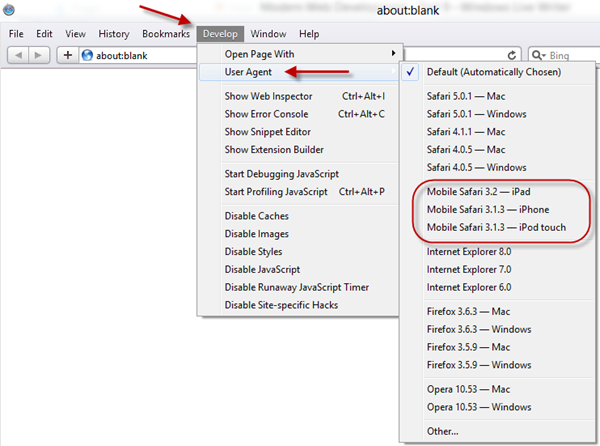 about:blank
File Edit View History Bookmarks Develop Window Help
about:blank
Bing
Open Page With
User Agent
Show Web Inspector Ctrl+Alt+I
Show Error Console Ctrl+Alt+C
Show Snippet Editor
Show Extension Builder
Start Debugging JavaScript
Start Profiling JavaScript Ctrl+Alt+P
Disable Caches
Disable Images
Disable Styles
Disable JavaScript
Disable Runaway JavaScript Timer
Disable Site-specific Hacks
Default (Automatically Chosen)
Safari 5.0.1 — Mac
Safari 5.0.1 — Windows
Safari 4.1.1 — Mac
Safari 4.0.5 — Mac
Safari 4.0.5 — Windows
Mobile Safari 3.2 — iPad
Mobile Safari 3.1.3 — iPhone
Mobile Safari 3.1.3 — iPod touch
Internet Explorer 8.0
Internet Explorer 7.0
Internet Explorer 6.0
Firefox 3.6.3 — Mac
Firefox 3.6.3 — Windows
Firefox 3.5.9 — Mac
Firefox 3.5.9 — Windows
Opera 10.53 — Mac
Opera 10.53 — Windows
Other...